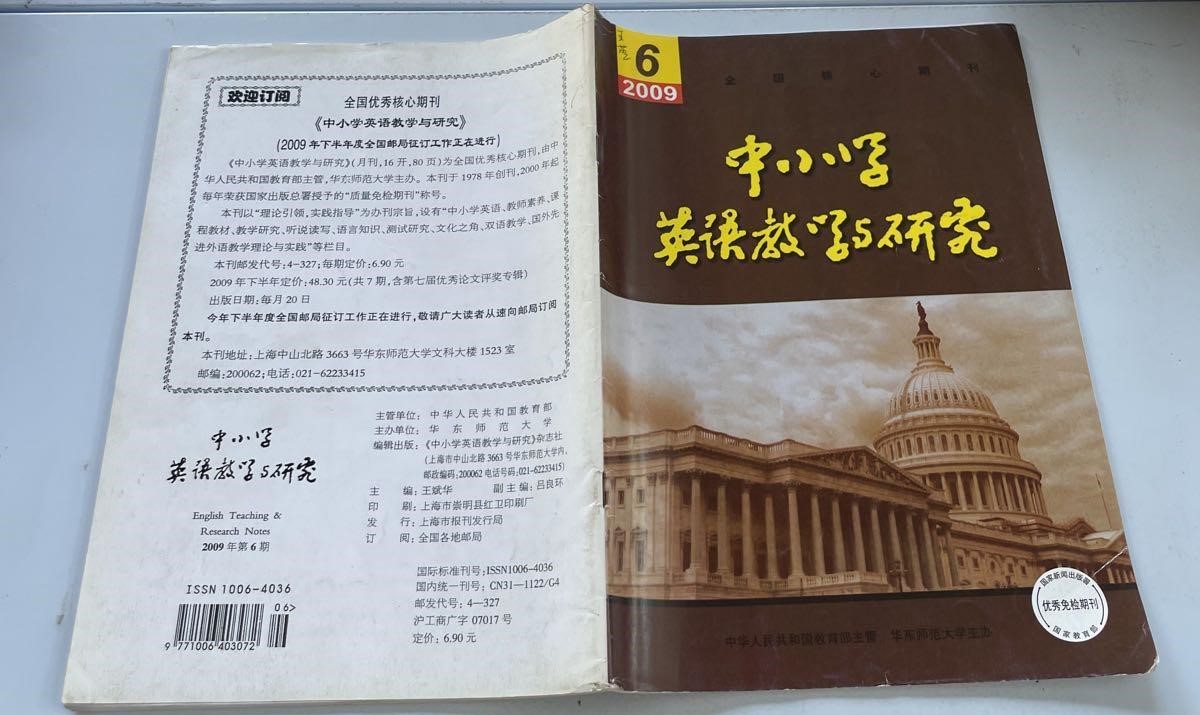 欢迎订阅
全国优秀核心期刊
《中小学英语教学与研究》
(2009年下半年度全国邮局征订工作正在进行)
《中小学英语教学与研究》(月刊,16开,80页)为全国优秀核心期刊,由中
华人民共和国教育部主管,华东师范大学主办。本刊于1978年创刊,2000年起
每年荣获国家出版总署授予的“质量免检期刊”称号。
本刊以“理论引领,实践指导”为办刊宗旨,设有“中小学英语、教师素养、课
程教材、教学研究、听说读写、语言知识、测试研究、文化之角、双语教学、国外先
进外语教学理论与实践”等栏目。
本刊邮发代号:4-327;每期定价:6.90元
2009年下半年定价:48.30元(共7期,含第七届优秀论文评奖专辑)
出版日期:每月20日
今年下半年度全国邮局征订工作正在进行,敬请广大读者从速向邮局订阅
本刊。
本刊地址:上海中山北路3663号华东师范大学文科大楼1523室
邮编:200062;电话:021-62233415
中小学
英语教学与研究
English Teaching &
Research Notes
2009年第6期
ISSN 1006-4036
06>
9 771006 403072
主管单位:中华人民共和国教育部
主办单位:华东师范大学
编辑出版:《中小学英语教学与研究》杂志社
(上海市中山北路3663号华东师范大学内,
邮政编码:200062电话号码:021-62233415)
主编:王斌华 副主编:吕良环
印刷:上海市崇明县红卫印刷厂
发行:上海市报刊发行局
订阅:全国各地邮局
国际标准刊号:ISSN1006-4036
国内统一刊号:CN31-1122/G4
邮发代号:4-327
沪工商广字07017号
定价:6.90元
6
2009
全国核心期刊
中小学
英语教学与研究
国家新闻出版署
优秀免检期刊
国家教育部
中华人民共和国教育部主管 华东师范大学主办